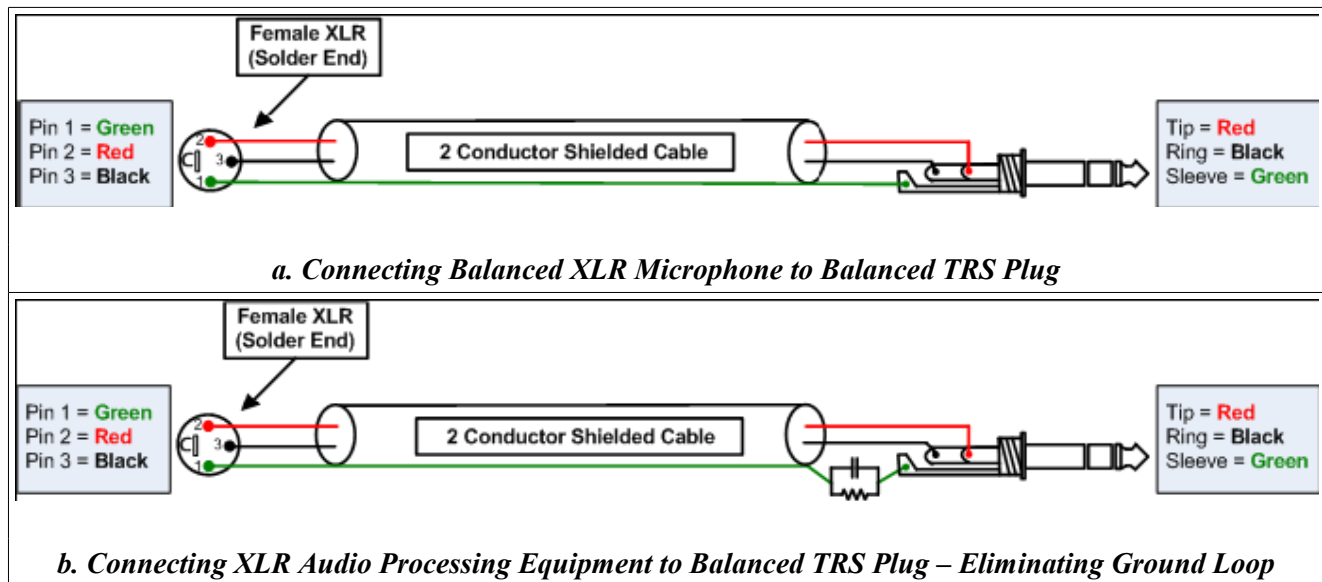 Female XLR
(Solder End)
Pin 1 = Green
Pin 2 = Red
Pin 3 = Black
2
3
1
2 Conductor Shielded Cable
Tip = Red
Ring = Black
Sleeve = Green
a. Connecting Balanced XLR Microphone to Balanced TRS Plug
Female XLR
(Solder End)
Pin 1 = Green
Pin 2 = Red
Pin 3 = Black
2
3
1
2 Conductor Shielded Cable
Tip = Red
Ring = Black
Sleeve = Green
b. Connecting XLR Audio Processing Equipment to Balanced TRS Plug – Eliminating Ground Loop